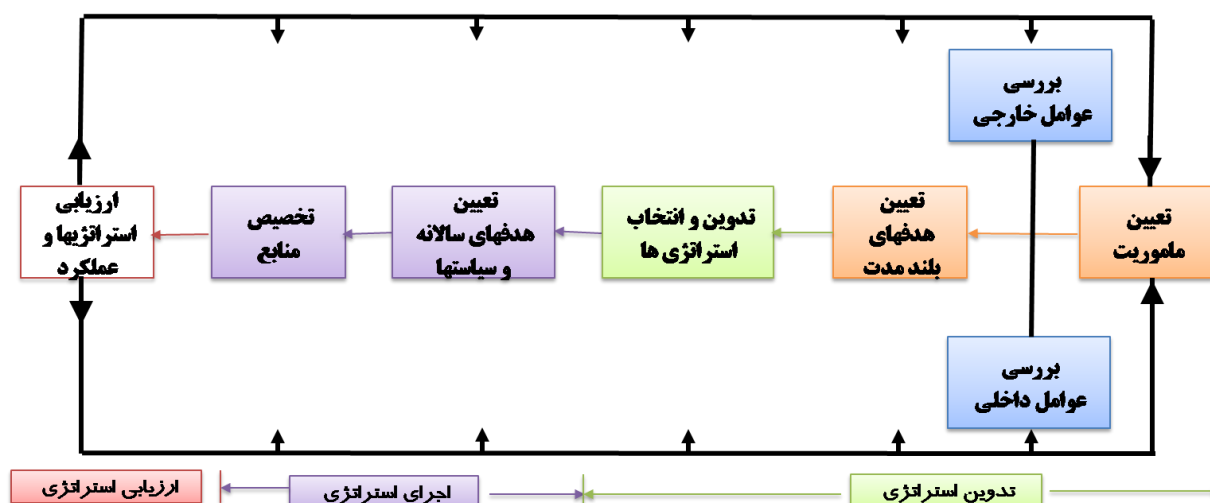 بررسی
عوامل خارجی
تعیین
ماموریت
تعیین
هدفهای
بلند مدت
تدوین و انتخاب
استراتژی ها
تعیین
هدفهای سالانه
و سیاستها
تخصیص
منابع
ارزیابی
استراتژیها و
عملکرد
بررسی
عوامل داخلی
تدوین استراتژی
اجرای استراتژی
ارزیابی استراتژی